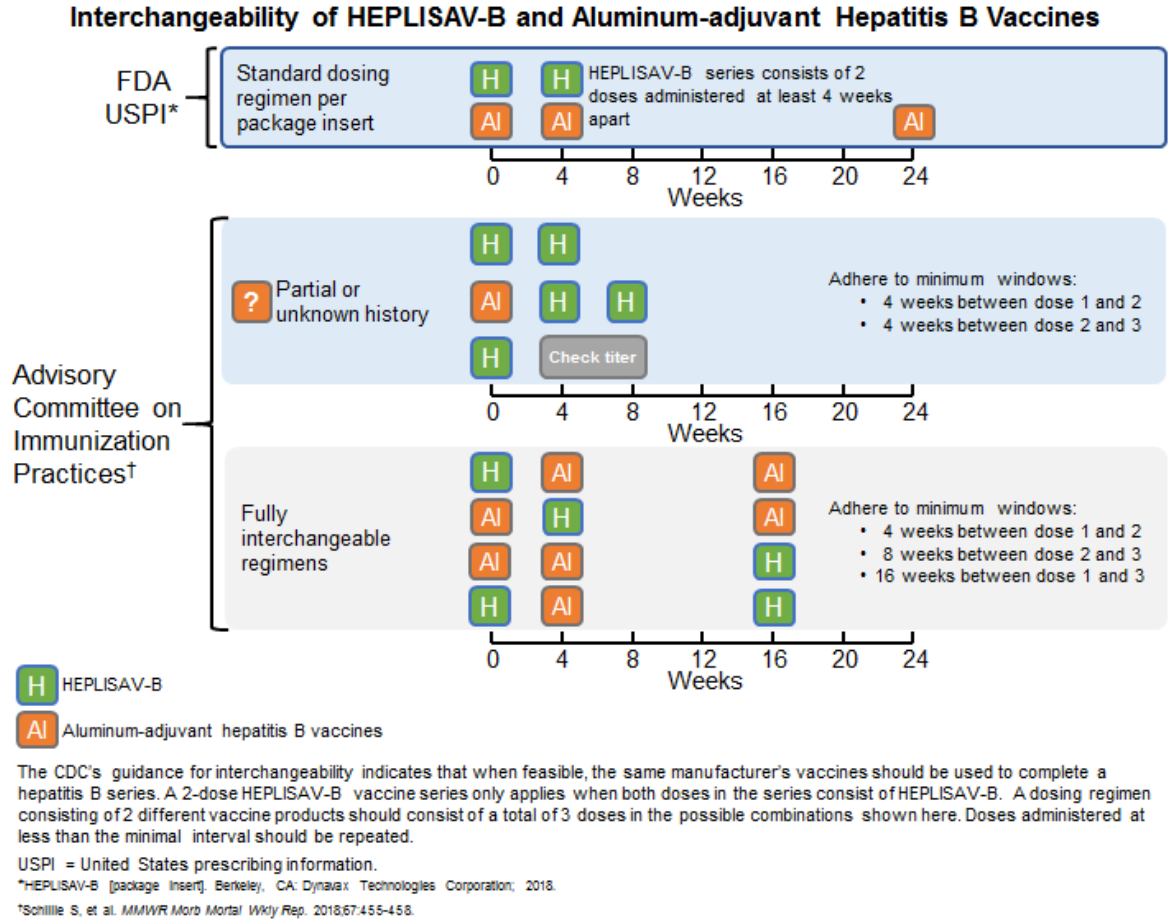 Interchangeability of HEPLISAV-B and Aluminum-adjuvant Hepatitis B Vaccines
FDA
USPI*
Standard dosing
regimen per
package insert
H
H
HEPLISAV-B series consists of 2
doses administered at least 4 weeks
apart
Al
Al
Al
0 4 8 12 16 20 24
Weeks
Advisory
Committee on
Immunization
Practices†
?
Partial or
unknown history
H H
Al H H
H Check titer
Adhere to minimum windows:
• 4 weeks between dose 1 and 2
• 4 weeks between dose 2 and 3
0 4 8 12 16 20 24
Weeks
Fully
interchangeable
regimens
H Al Al
Al H Al
Al Al H
H Al H
Adhere to minimum windows:
• 4 weeks between dose 1 and 2
• 8 weeks between dose 2 and 3
• 16 weeks between dose 1 and 3
0 4 8 12 16 20 24
Weeks
H HEPLISAV-B
Al Aluminum-adjuvant hepatitis B vaccines
The CDC's guidance for interchangeability indicates that when feasible, the same manufacturer's vaccines should be used to complete a
hepatitis B series. A 2-dose HEPLISAV-B vaccine series only applies when both doses in the series consist of HEPLISAV-B. A dosing regimen
consisting of 2 different vaccine products should consist of a total of 3 doses in the possible combinations shown here. Doses administered at
less than the minimal interval should be repeated.
USPI = United States prescribing information.
*HEPLISAV-B [package insert]. Berkeley, CA: Dynavax Technologies Corporation; 2018.
†Schillie S, et al. MMWR Morb Mortal Wkly Rep. 2018;67:455-458.